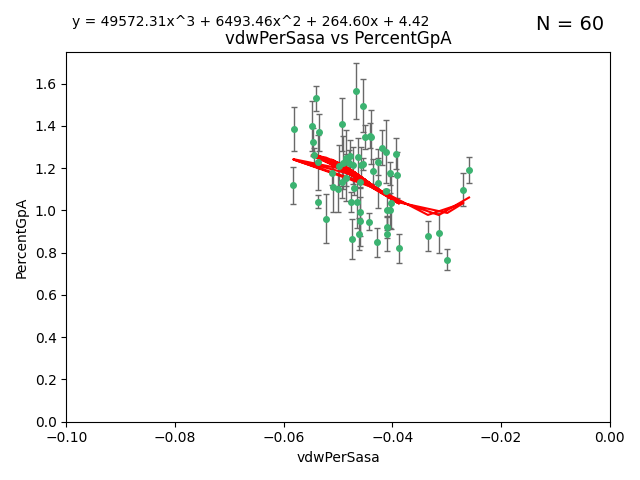 y = 49572.31x^3 + 6493.46x^2 + 264.60x + 4.42
N = 60
vdwPerSasa vs PercentGpA
1.6
1.4
1.2
1.0
0.8
0.6
0.4
0.2
0.0
PercentGpA
−0.10 −0.08 −0.06 −0.04 −0.02 0.00
vdwPerSasa